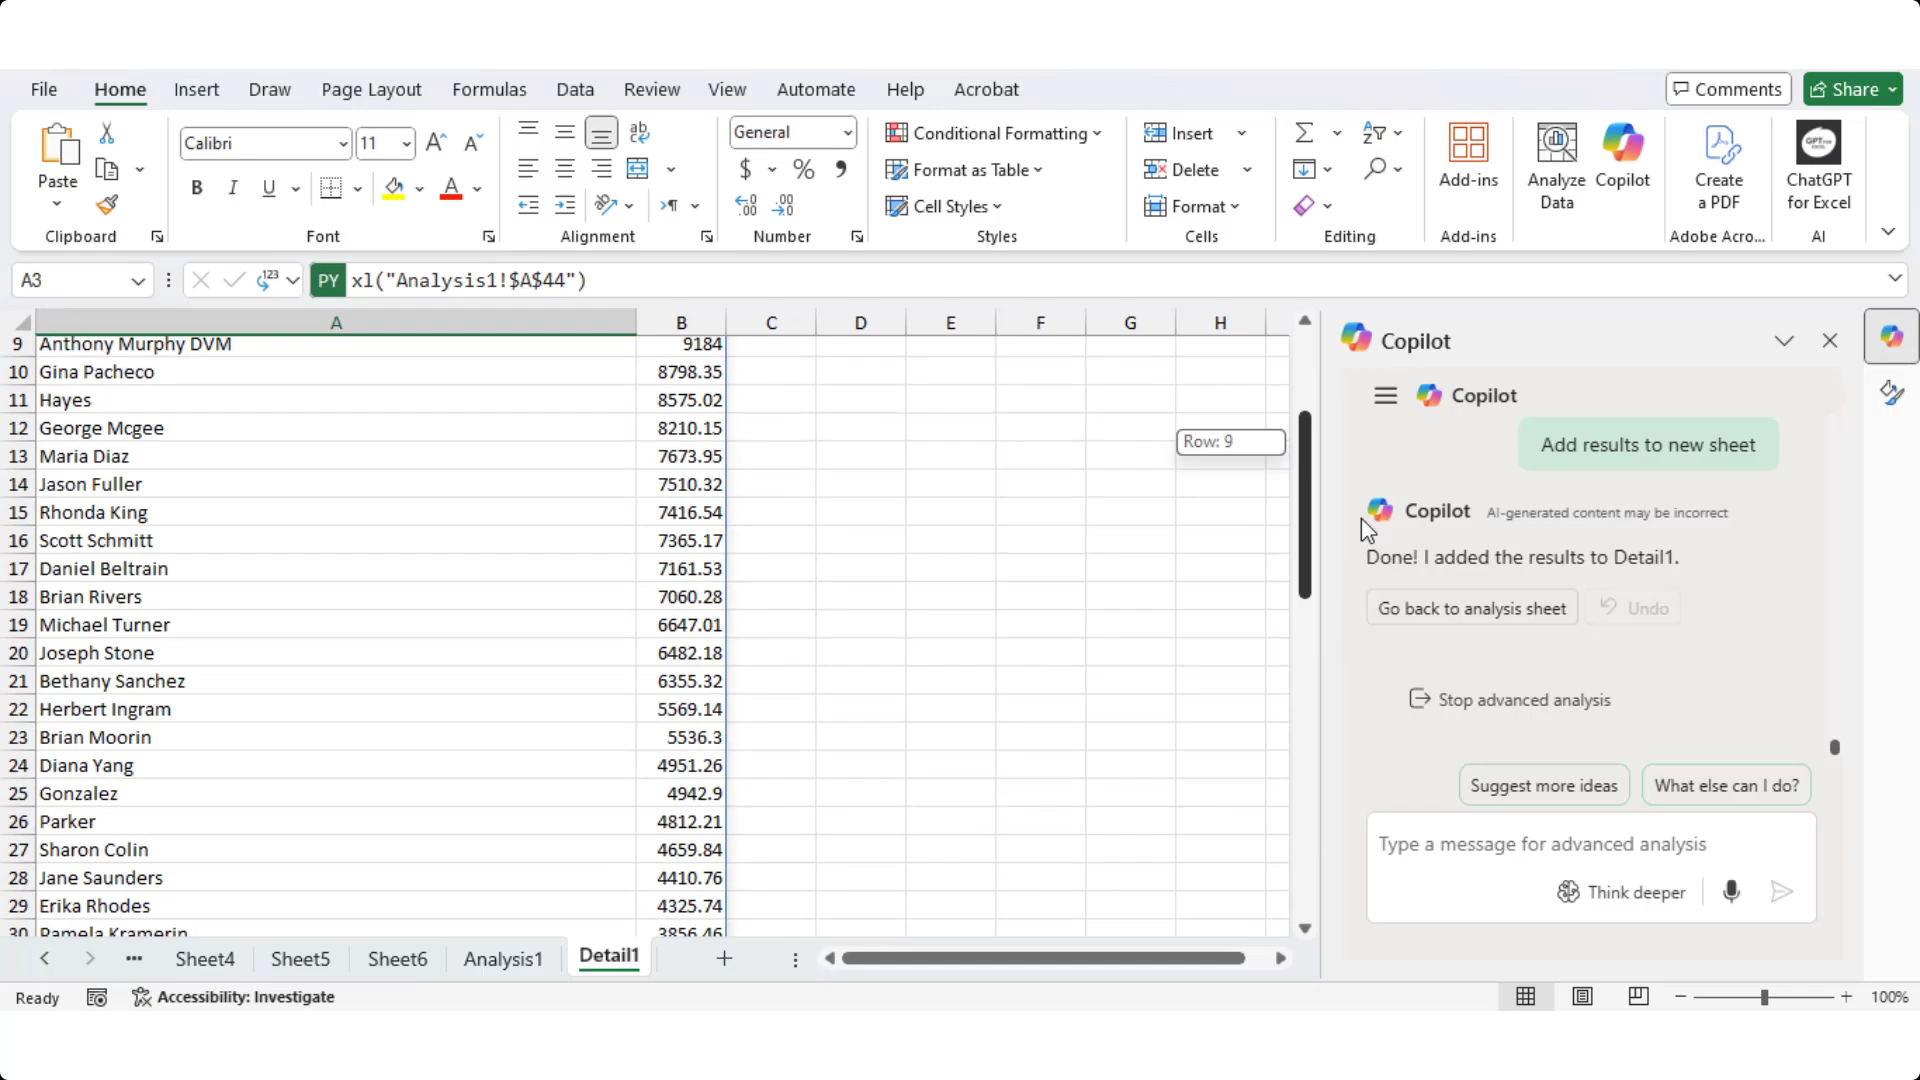 File Home Insert Draw Page Layout Formulas Data Review View Automate Help Acrobat Comments Share
Paste
Clipboard
Calibri 11
B I U A
Font
ab
Alignment
General
$ % ,
.00
Number
Conditional Formatting
Format as Table
Cell Styles
Styles
Insert
Delete
Format
Cells
Editing
Add-ins
Add-ins
Analyze Data
Copilot
Create a PDF
Adobe Acro...
ChatGPT for Excel
AI
A3 123 PY xl("Analysis1!$A$44")
A B C D E F G H
9 Anthony Murphy DVM 9184
10 Gina Pacheco 8798.35
11 Hayes 8575.02
12 George Mcgee 8210.15
13 Maria Diaz 7673.95
14 Jason Fuller 7510.32
15 Rhonda King 7416.54
16 Scott Schmitt 7365.17
17 Daniel Beltrain 7161.53
18 Brian Rivers 7060.28
19 Michael Turner 6647.01
20 Joseph Stone 6482.18
21 Bethany Sanchez 6355.32
22 Herbert Ingram 5569.14
23 Brian Moorin 5536.3
24 Diana Yang 4951.26
25 Gonzalez 4942.9
26 Parker 4812.21
27 Sharon Colin 4659.84
28 Jane Saunders 4410.76
29 Erika Rhodes 4325.74
30 Pamela Kramerin 3856.46
Row: 9
Copilot
Copilot
Add results to new sheet
Copilot AI-generated content may be incorrect
Done! I added the results to Detail1.
Go back to analysis sheet Undo
Stop advanced analysis
Suggest more ideas What else can I do?
Type a message for advanced analysis
Think deeper
... Sheet4 Sheet5 Sheet6 Analysis1 Detail1 +
Ready Accessibility: Investigate 100%